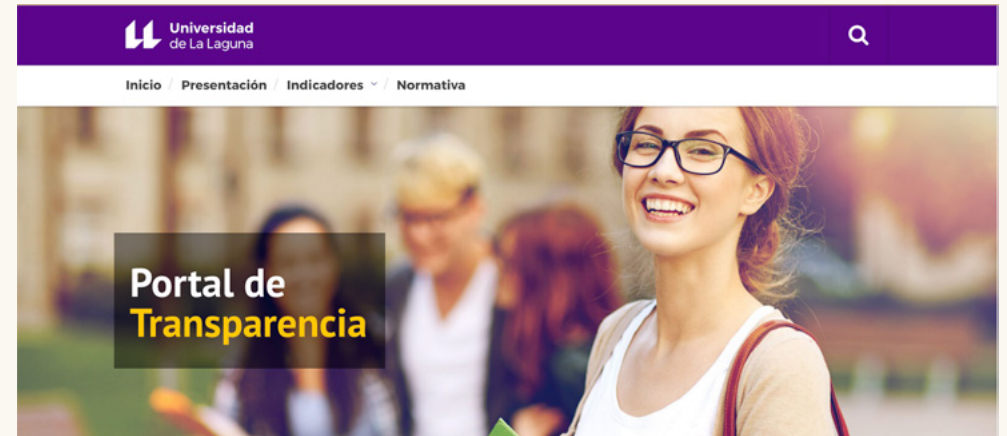 Universidad
de La Laguna
Inicio / Presentación / Indicadores / Normativa
Portal de
Transparencia